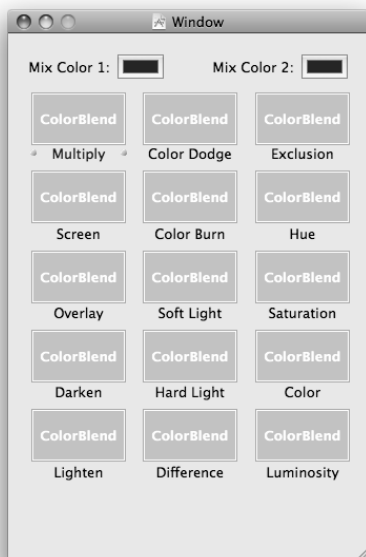 Window
Mix Color 1: Mix Color 2:
ColorBlend ColorBlend ColorBlend
Multiply Color Dodge Exclusion
ColorBlend ColorBlend ColorBlend
Screen Color Burn Hue
ColorBlend ColorBlend ColorBlend
Overlay Soft Light Saturation
ColorBlend ColorBlend ColorBlend
Darken Hard Light Color
ColorBlend ColorBlend ColorBlend
Lighten Difference Luminosity